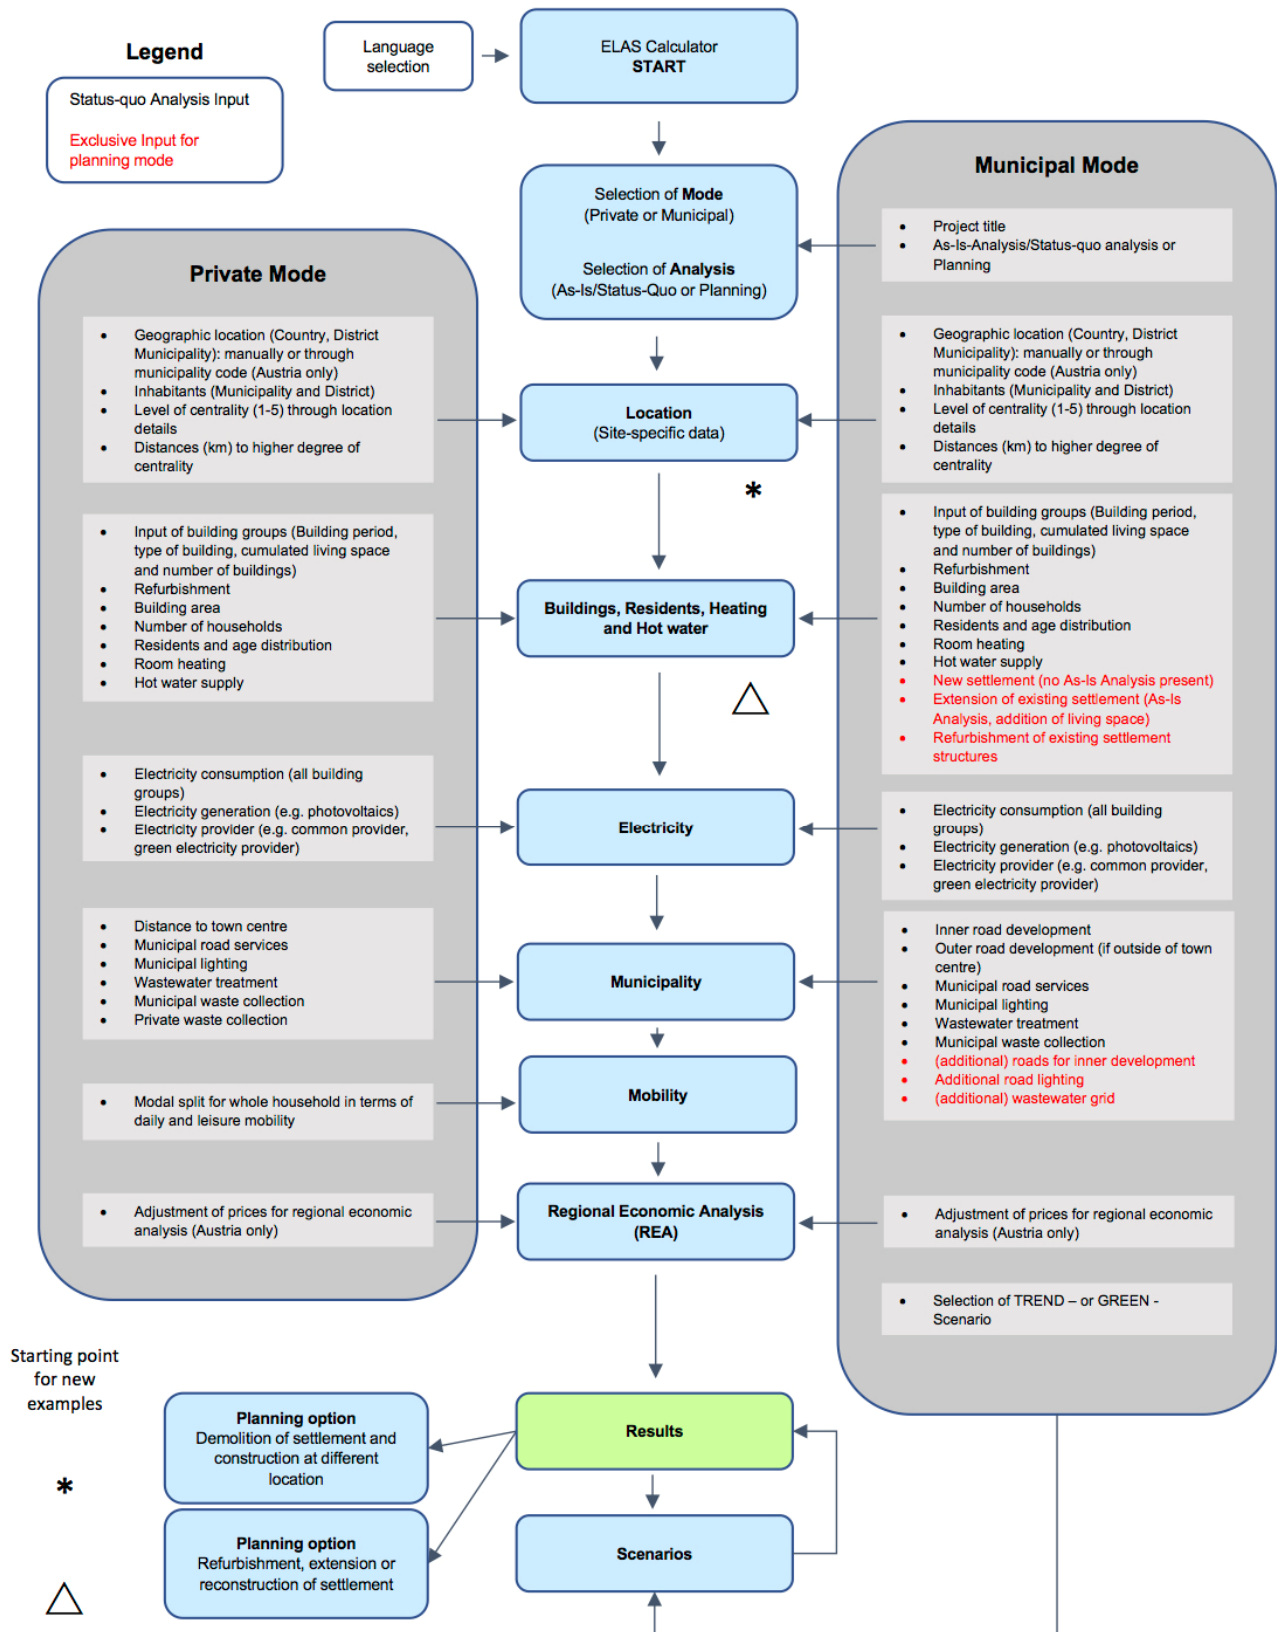 Legend
Status-quo Analysis Input
Exclusive Input for
planning mode
Language
selection
ELAS Calculator
START
Selection of Mode
(Private or Municipal)
Selection of Analysis
(As-Is/Status-Quo or Planning)
Location
(Site-specific data)
*
Buildings, Residents, Heating
and Hot water
△
Electricity
Municipality
Mobility
Regional Economic Analysis
(REA)
Results
Scenarios
Private Mode
• Geographic location (Country, District
Municipality): manually or through
municipality code (Austria only)
• Inhabitants (Municipality and District)
• Level of centrality (1-5) through location
details
• Distances (km) to higher degree of
centrality
• Input of building groups (Building period,
type of building, cumulated living space
and number of buildings)
• Refurbishment
• Building area
• Number of households
• Residents and age distribution
• Room heating
• Hot water supply
• Electricity consumption (all building
groups)
• Electricity generation (e.g. photovoltaics)
• Electricity provider (e.g. common provider,
green electricity provider)
• Distance to town centre
• Municipal road services
• Municipal lighting
• Wastewater treatment
• Municipal waste collection
• Private waste collection
• Modal split for whole household in terms of
daily and leisure mobility
• Adjustment of prices for regional economic
analysis (Austria only)
Municipal Mode
• Project title
• As-Is-Analysis/Status-quo analysis or
Planning
• Geographic location (Country, District
Municipality): manually or through
municipality code (Austria only)
• Inhabitants (Municipality and District)
• Level of centrality (1-5) through location
details
• Distances (km) to higher degree of
centrality
• Input of building groups (Building period,
type of building, cumulated living space
and number of buildings)
• Refurbishment
• Building area
• Number of households
• Residents and age distribution
• Room heating
• Hot water supply
• New settlement (no As-Is Analysis present)
• Extension of existing settlement (As-Is
Analysis, addition of living space)
• Refurbishment of existing settlement
structures
• Electricity consumption (all building
groups)
• Electricity generation (e.g. photovoltaics)
• Electricity provider (e.g. common provider,
green electricity provider)
• Inner road development
• Outer road development (if outside of town
centre)
• Municipal road services
• Municipal lighting
• Wastewater treatment
• Municipal waste collection
• (additional) roads for inner development
• Additional road lighting
• (additional) wastewater grid
• Adjustment of prices for regional economic
analysis (Austria only)
• Selection of TREND – or GREEN -
Scenario
Starting point
for new
examples
*
△
Planning option
Demolition of settlement and
construction at different
location
Planning option
Refurbishment, extension or
reconstruction of settlement